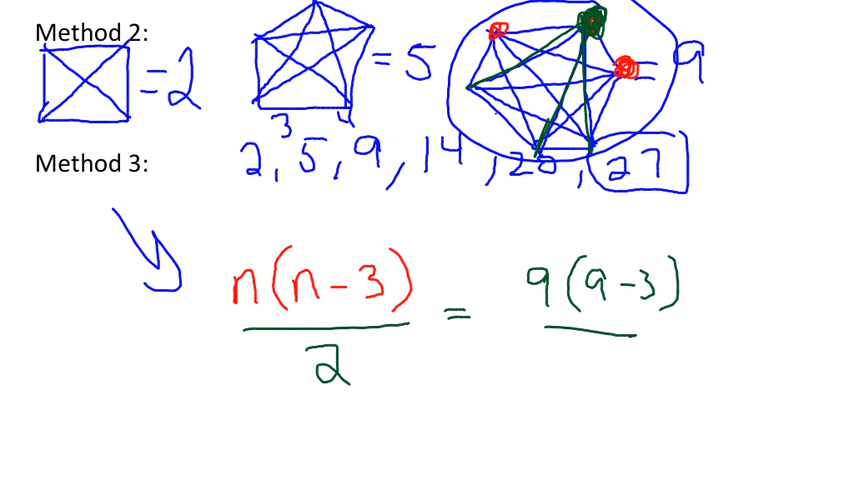 Method 2:
= 2
= 5
= 9
3 4
2, 5, 9, 14, 20, 27
Method 3:
n(n-3)/2 = 9(9-3)